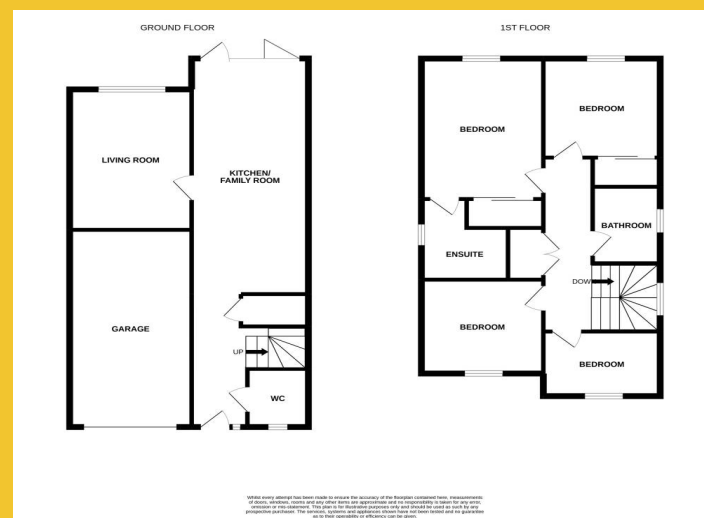 GROUND FLOOR
1ST FLOOR
LIVING ROOM
KITCHEN/
FAMILY ROOM
GARAGE
UP
WC
BEDROOM
BEDROOM
ENSUITE
BATHROOM
DOW
BEDROOM
BEDROOM
Whilst every attempt has been made to ensure the accuracy of the floorplan contained here, measurements
of doors, windows, rooms and any other items are approximate and no responsibility is taken for any error,
omission or mis-statement. This plan is for illustrative purposes only and should be used as such by any
prospective purchaser. The services, systems and appliances shown have not been tested and no guarantee
as to their operability or efficiency can be given.